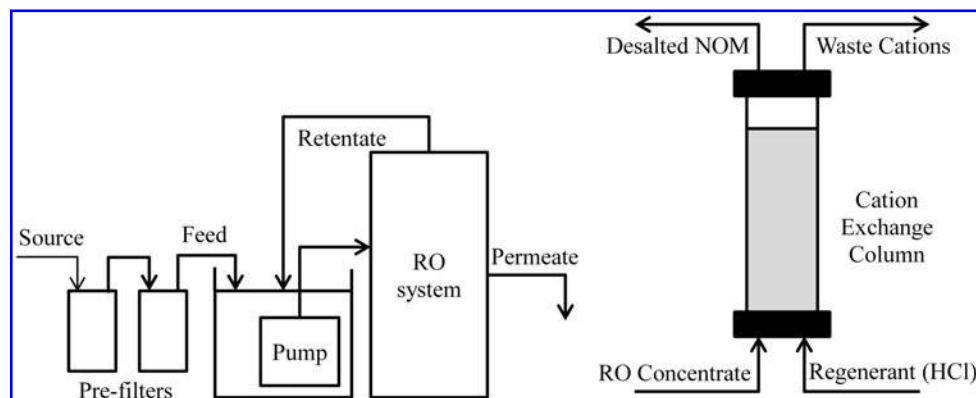 Desalted NOM
Waste Cations
Retentate
Source
Feed
RO
system
Permeate
Pump
Pre-filters
Cation
Exchange
Column
RO Concentrate
Regenerant (HCl)